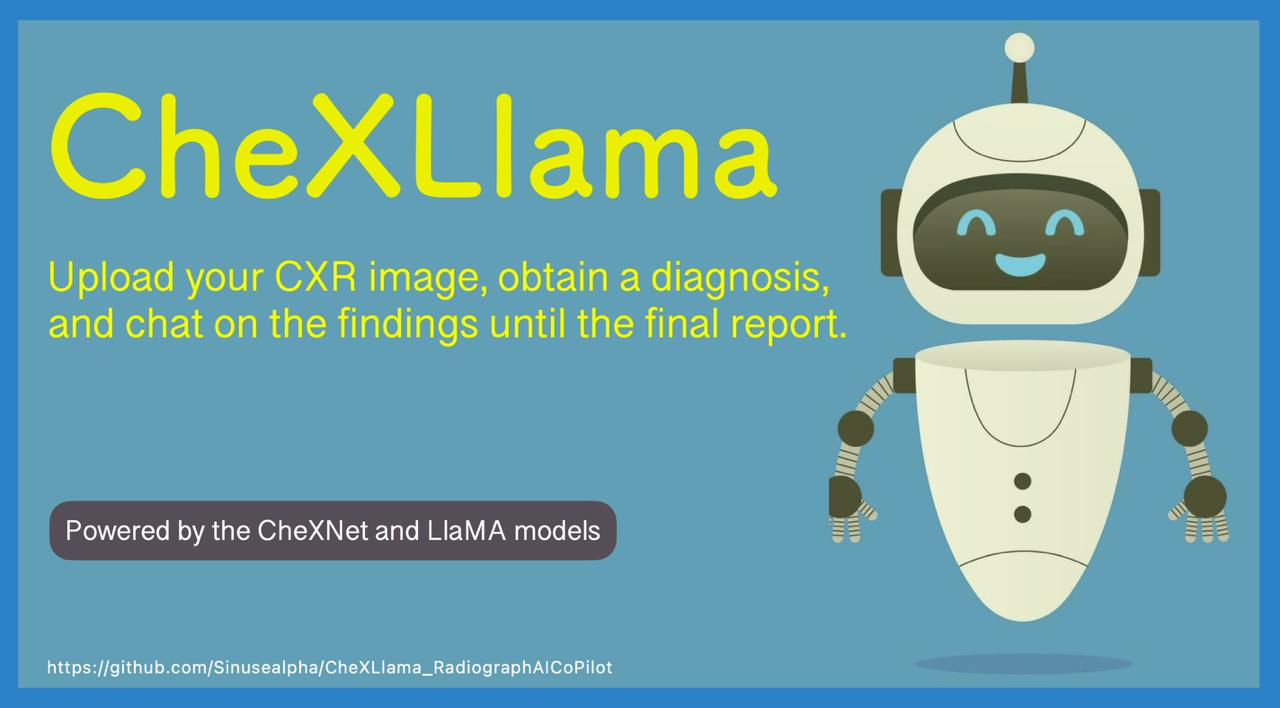 CheXLlama
Upload your CXR image, obtain a diagnosis,
and chat on the findings until the final report.
Powered by the CheXNet and LlaMA models
https://github.com/Sinusealpha/CheXLlama_RadiographAICoPilot